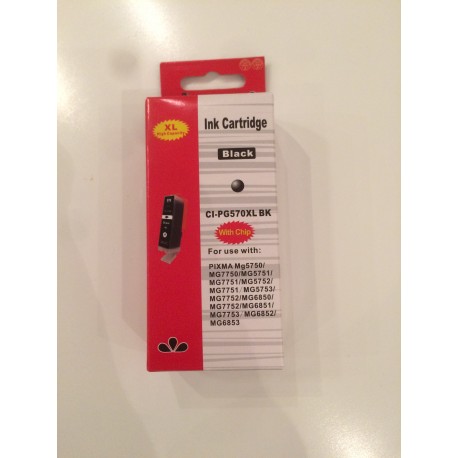 XL
High Capacity
Ink Cartridge
Black
CI-PG570XL BK
With Chip
For use with:
PIXMA Mg5750/
MG7750/MG5751/
MG7751/MG5752/
MG7751/ MG5753/
MG7752/MG6850/
MG7752/MG6851/
MG7753/ MG6852/
MG6853